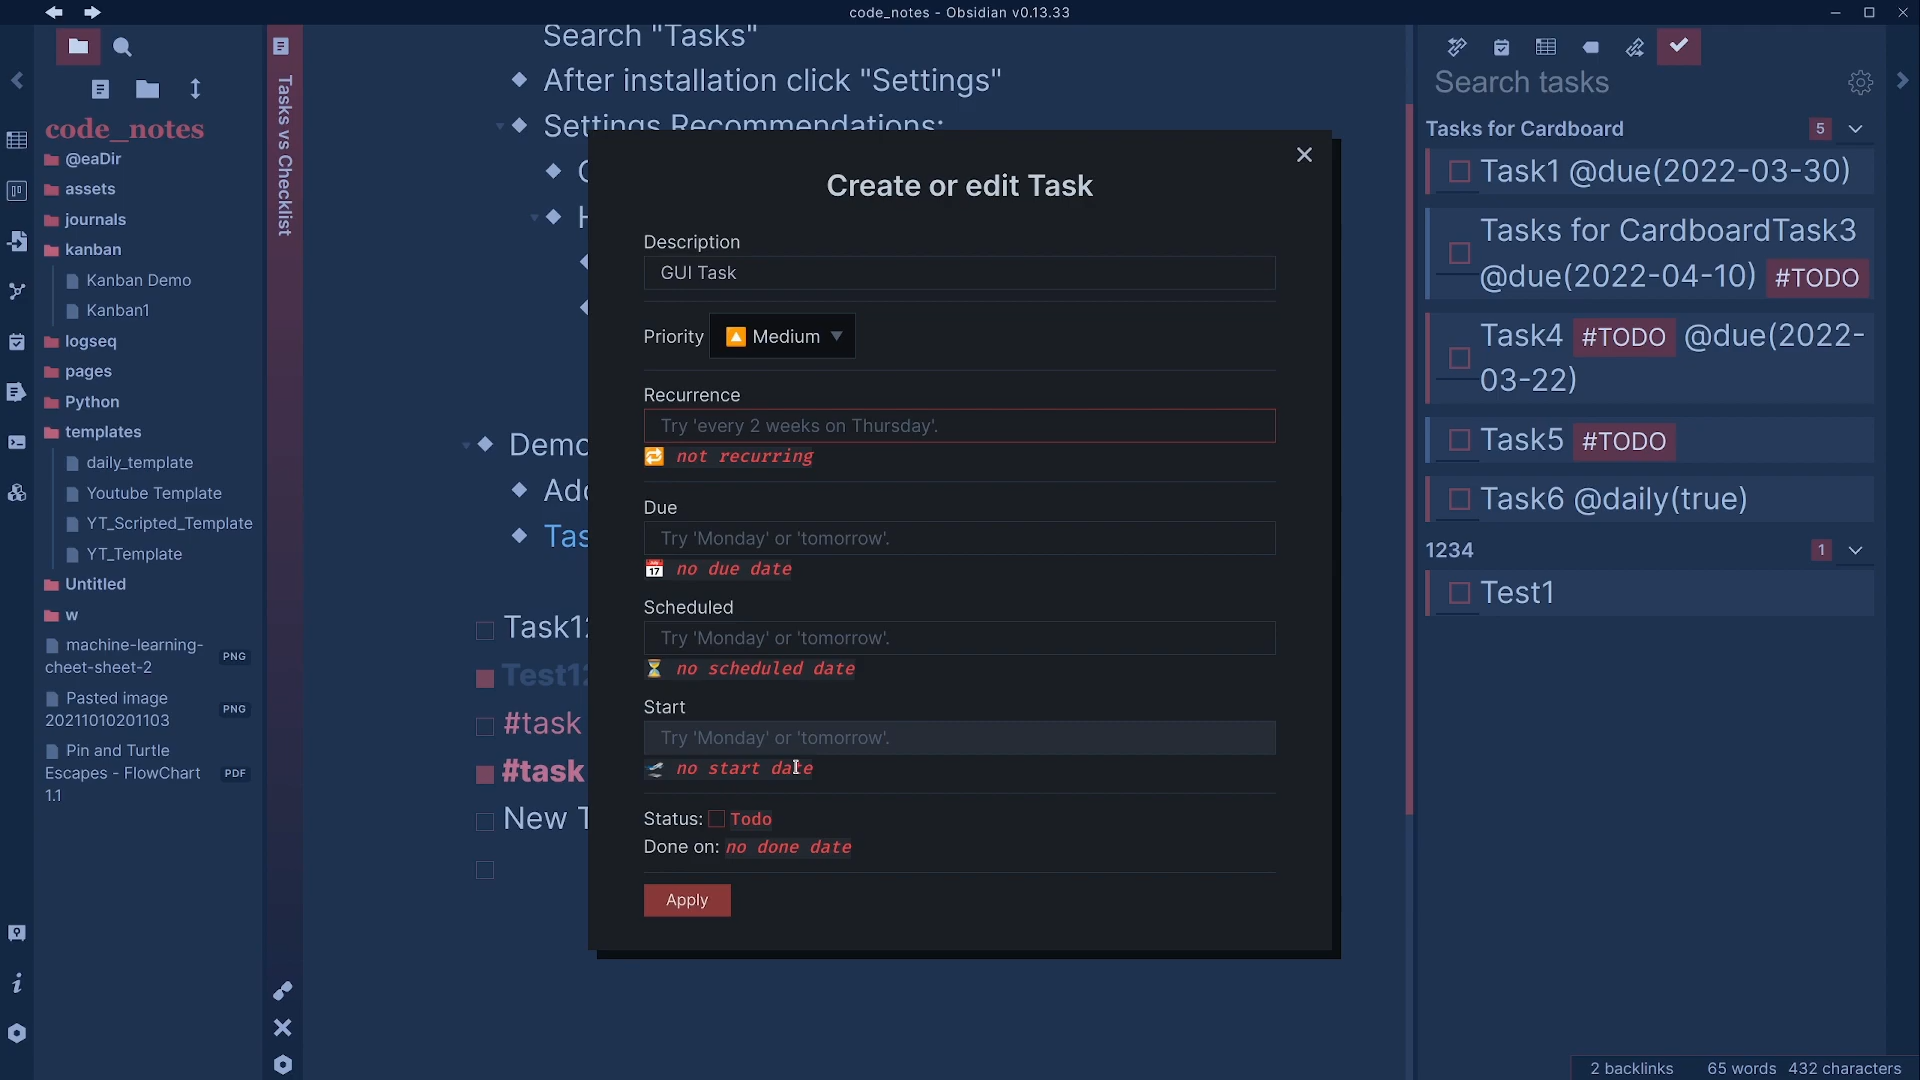 code_notes - Obsidian v0.13.33
code_notes
@eaDir
assets
journals
kanban
Kanban Demo
Kanban1
logseq
pages
Python
templates
daily_template
Youtube Template
YT_Scripted_Template
YT_Template
Untitled
w
machine-learning-
cheet-sheet-2
PNG
Pasted image
20211010201103
PNG
Pin and Turtle
Escapes - FlowChart
1.1
PDF
Tasks vs Checklist
Search "Tasks"
After installation click "Settings"
Settings Recommendations:
Demo
Tas
Task12
Test12
#task
#task
New T
Create or edit Task
Description
GUI Task
Priority
Medium
Recurrence
Try 'every 2 weeks on Thursday'.
not recurring
Due
Try 'Monday' or 'tomorrow'.
no due date
Scheduled
Try 'Monday' or 'tomorrow'.
no scheduled date
Start
Try 'Monday' or 'tomorrow'.
no start date
Status: Todo
Done on: no done date
Apply
Search tasks
Tasks for Cardboard 5
Task1 @due(2022-03-30)
Tasks for CardboardTask3
@due(2022-04-10) #TODO
Task4 #TODO @due(2022-
03-22)
Task5 #TODO
Task6 @daily(true)
1234 1
Test1
2 backlinks 65 words 432 characters